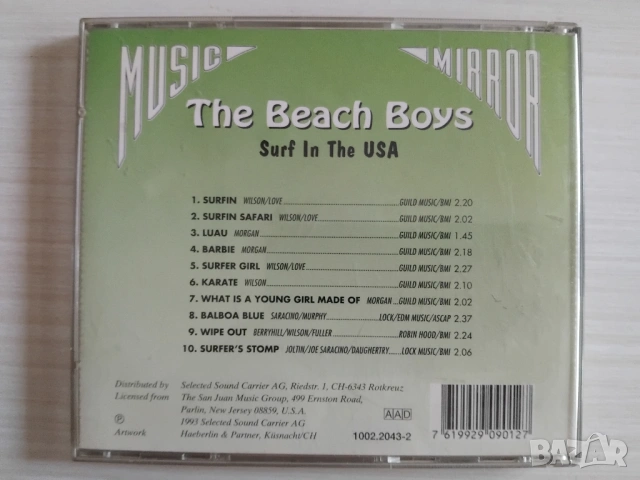 MUSIC MIRROR
The Beach Boys
Surf In The USA
1. SURFIN WILSON/LOVE GUILD MUSIC/BMI 2.20
2. SURFIN SAFARI WILSON/LOVE GUILD MUSIC/BMI 2.02
3. LUAU MORGAN GUILD MUSIC/BMI 1.45
4. BARBIE MORGAN GUILD MUSIC/BMI 2.18
5. SURFER GIRL WILSON/LOVE GUILD MUSIC/BMI 2.27
6. KARATE WILSON GUILD MUSIC/BMI 2.10
7. WHAT IS A YOUNG GIRL MADE OF MORGAN GUILD MUSIC/BMI 2.02
8. BALBOA BLUE SARACINO/MURPHY LOCK/EDM MUSIC/ASCAP 2.37
9. WIPE OUT BERRYHILL/WILSON/FULLER ROBIN HOOD/BMI 2.24
10. SURFER'S STOMP JOLTIN/JOE SARACINO/DAUGHERTRY LOCK MUSIC/BMI 2.06
Distributed by Selected Sound Carrier AG, Riedstr. 1, CH-6343 Rotkreuz
Licensed from The San Juan Music Group, 499 Ernston Road,
Parlin, New Jersey 08859, U.S.A.
℗ 1993 Selected Sound Carrier AG
Artwork Haeberlin & Partner, Küsnacht/CH
AAD
1002.2043-2
7 619929 090127
BAZAR